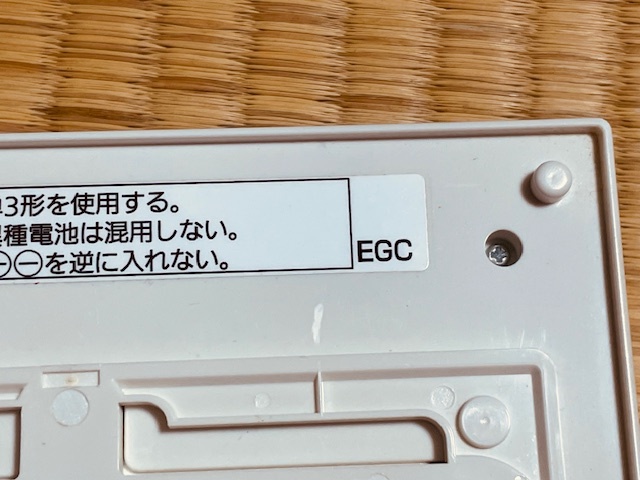 3形を使用する。
種電池は混用しない。
⊖を逆に入れない。
EGC